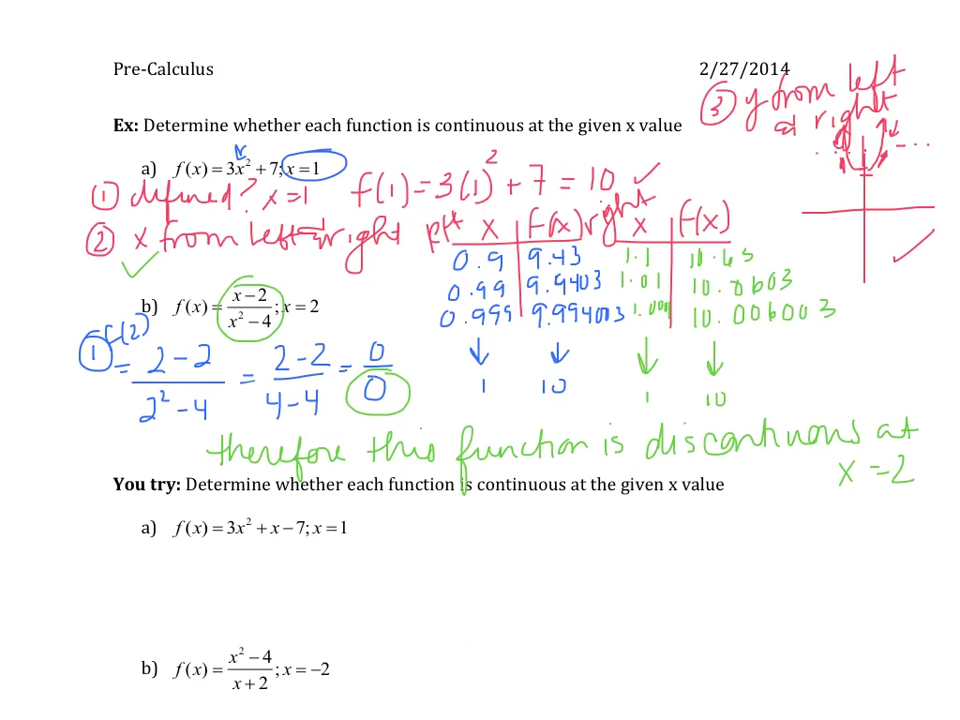 Pre-Calculus 2/27/2014
③ y from left
at right
Ex: Determine whether each function is continuous at the given x value
a) f(x) = 3x² + 7; x = 1
① defined? x = 1 f(1) = 3(1)² + 7 = 10 ✓
② x from left right x f(x) right x f(x)
0.9 9.43 1.1 10.63
0.99 9.9403 1.01 10.0603
0.999 9.994003 1.001 10.006003
↓ ↓ ↓ ↓
1 10 1 10
b) f(x) = (x − 2)/(x² − 4); x = 2
① f(2) = (2 − 2)/(2² − 4) = (2 − 2)/(4 − 4) = 0/0
therefore this function is discontinuous at
x = 2
You try: Determine whether each function is continuous at the given x value
a) f(x) = 3x² + x − 7; x = 1
b) f(x) = (x² − 4)/(x + 2); x = −2